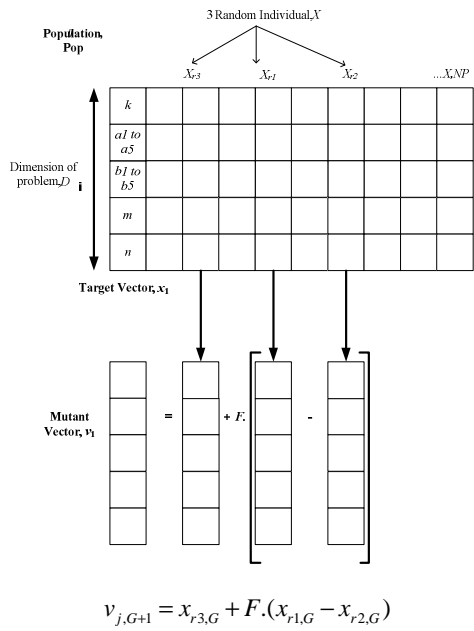 3 Random Individual,X
Population,
Pop
Xr3 Xr1 Xr2 ...X,NP
k
a1 to
a5
b1 to
b5
m
n
Dimension of
problem,D i
Target Vector, x1
Mutant
Vector, v1
= + F. -
v_{j,G+1} = x_{r3,G} + F.(x_{r1,G} − x_{r2,G})